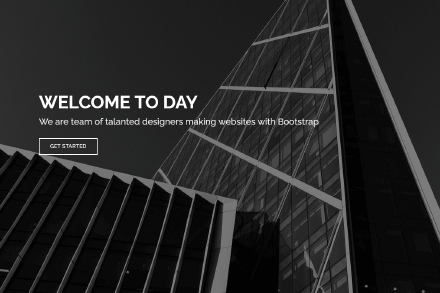 WELCOME TO DAY
We are team of talanted designers making websites with Bootstrap
GET STARTED